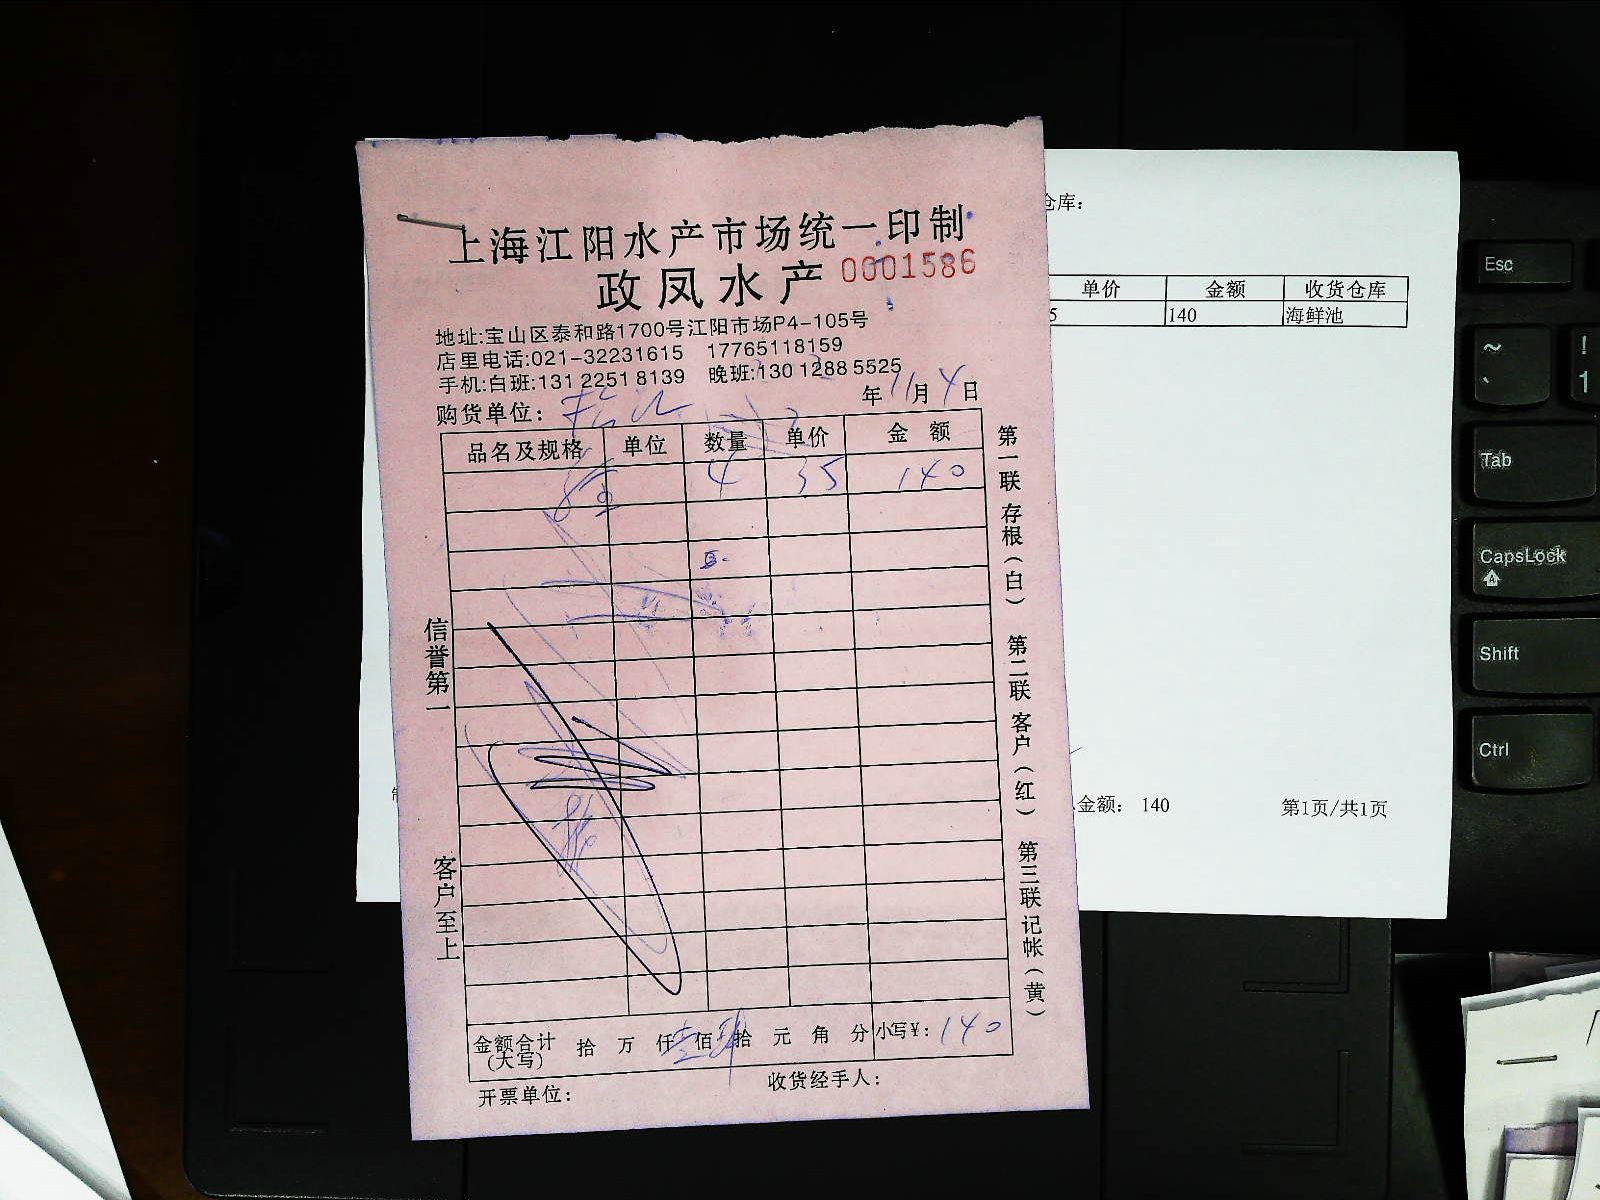 上海江阳水产市场统一印制
政凤水产 0001586
地址:宝山区泰和路1700号江阳市场P4-105号
店里电话:021-32231615 17765118159
手机:白班:131 2251 8139 晚班:130 1288 5525
购货单位: 年11月4日
品名及规格 单位 数量 单价 金额
4 35 140
金额合计(大写) 拾 万 仟壹佰肆拾 元 角 分 小写¥: 140
开票单位: 收货经手人:
信誉第一
客户至上
第一联存根(白) 第二联客户(红) 第三联记帐(黄)
仓库:
单价 金额 收货仓库
5 140 海鲜池
金额: 140 第1页/共1页
Esc
~ ! 
` 1
Tab
CapsLock
A
Shift
Ctrl